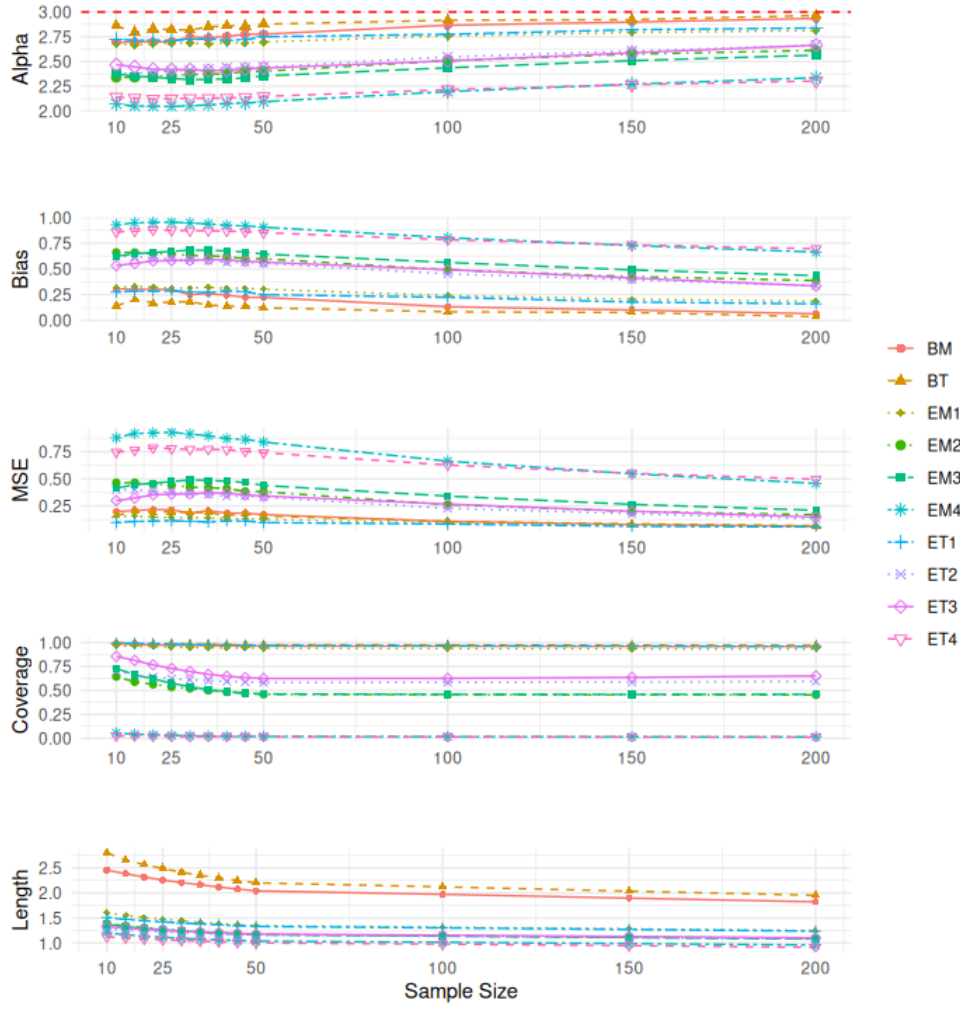 Alpha
3.00
2.75
2.50
2.25
2.00
10 25 50 100 150 200
Bias
1.00
0.75
0.50
0.25
0.00
10 25 50 100 150 200
MSE
0.75
0.50
0.25
10 25 50 100 150 200
Coverage
1.00
0.75
0.50
0.25
0.00
10 25 50 100 150 200
Length
2.5
2.0
1.5
1.0
10 25 50 100 150 200
Sample Size
BM
BT
EM1
EM2
EM3
EM4
ET1
ET2
ET3
ET4